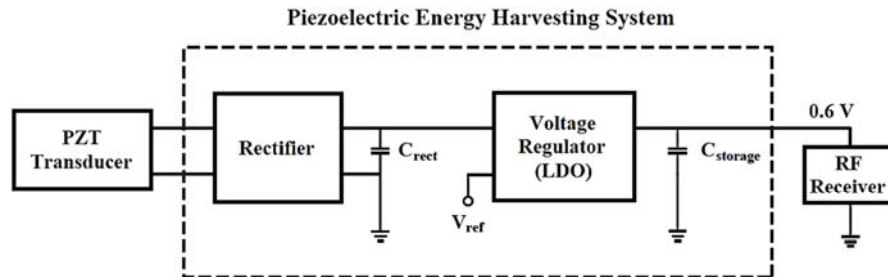 Piezoelectric Energy Harvesting System
PZT
Transducer
Rectifier
C_rect
V_ref
Voltage
Regulator
(LDO)
C_storage
0.6 V
RF
Receiver